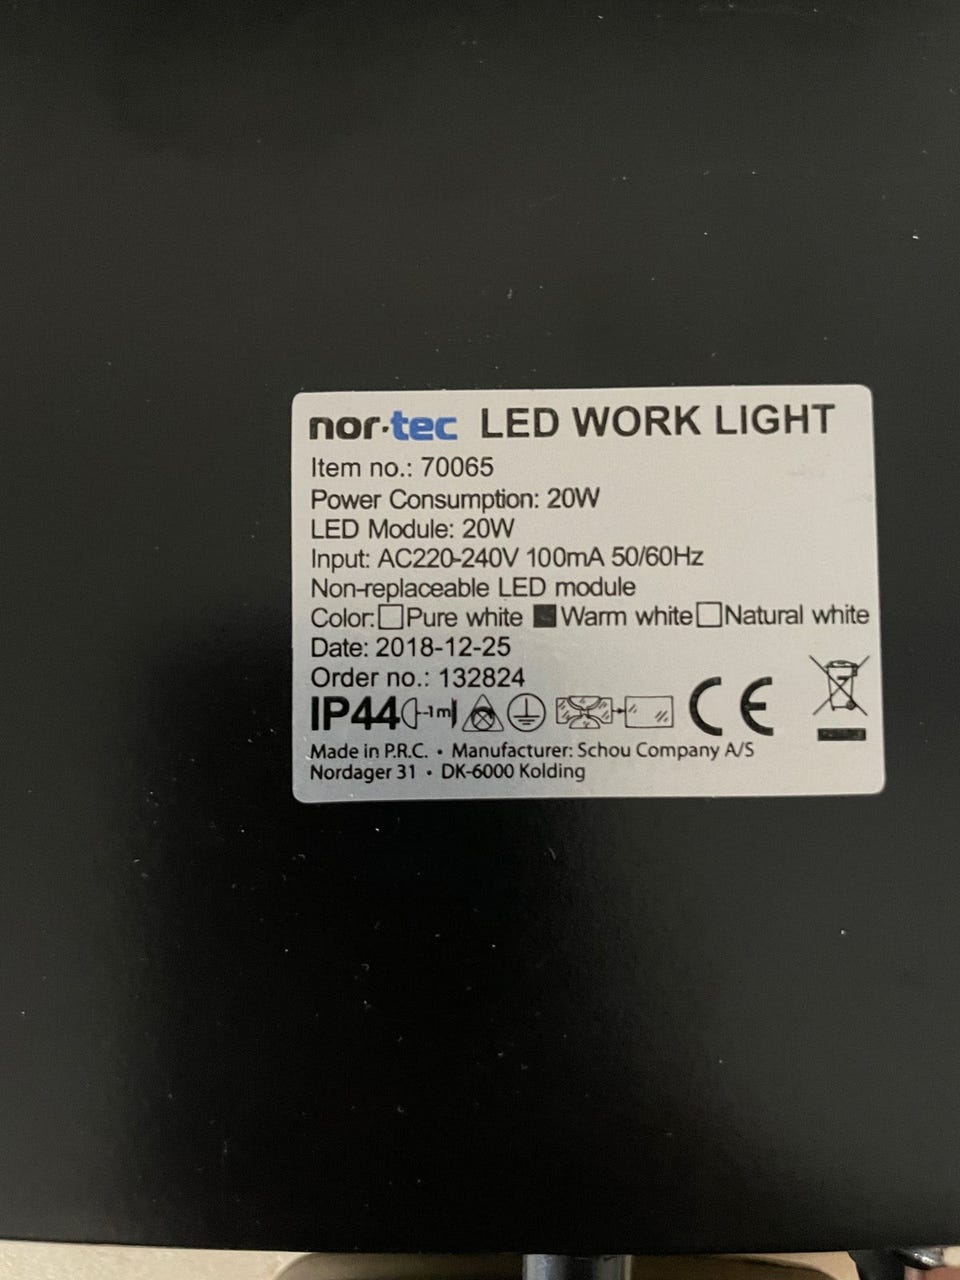 nor·tec LED WORK LIGHT
Item no.: 70065
Power Consumption: 20W
LED Module: 20W
Input: AC220-240V 100mA 50/60Hz
Non-replaceable LED module
Color: Pure white Warm white Natural white
Date: 2018-12-25
Order no.: 132824
IP44 1m CE
Made in P.R.C. · Manufacturer: Schou Company A/S
Nordager 31 · DK-6000 Kolding